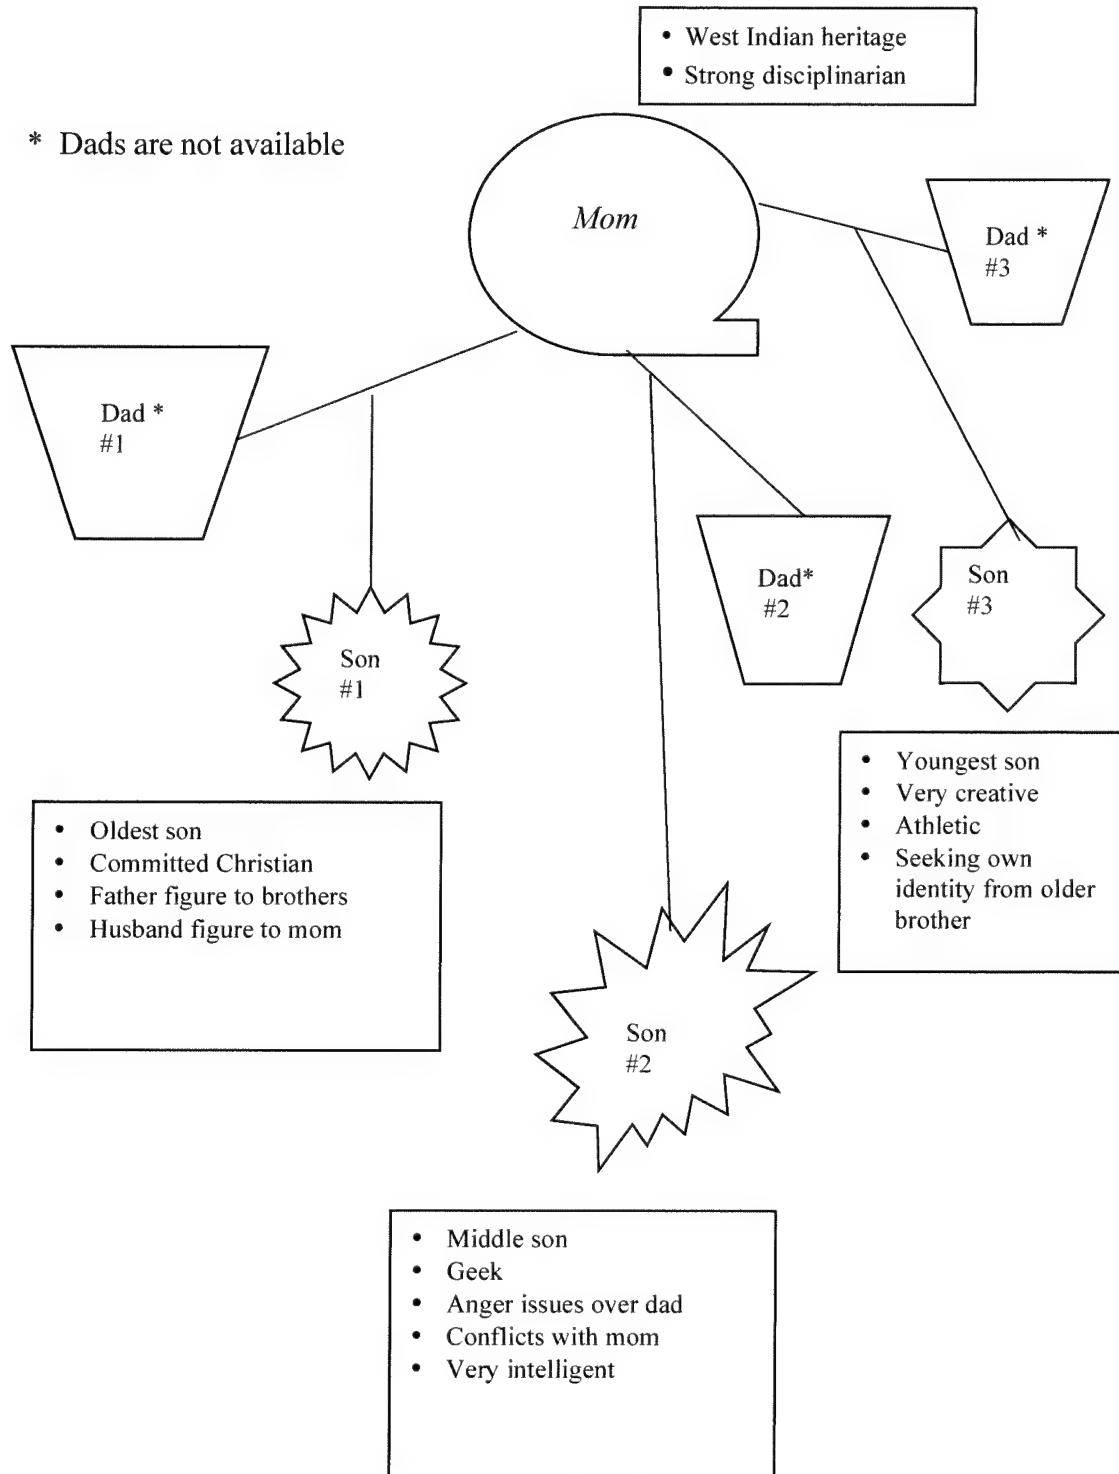 • West Indian heritage
• Strong disciplinarian
* Dads are not available
Mom
Dad *
#3
Dad *
#1
Dad*
#2
Son
#3
Son
#1
• Youngest son
• Very creative
• Athletic
• Seeking own
identity from older
brother
• Oldest son
• Committed Christian
• Father figure to brothers
• Husband figure to mom
Son
#2
• Middle son
• Geek
• Anger issues over dad
• Conflicts with mom
• Very intelligent